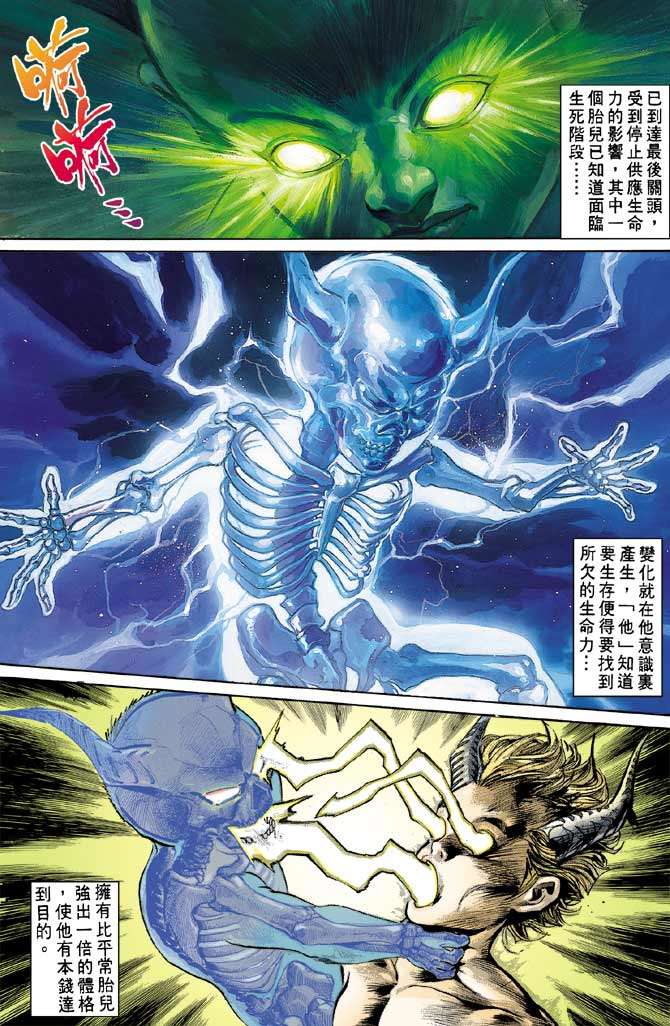 嗬
嗬
已到達最後關頭，
受到停止供應生命
力的影響，其中一
個胎兒已知道面臨
生死階段……
變化就在他意識裏
產生，「他」知道
要生存便得要找到
所欠的生命力…
擁有比平常胎兒
強出一倍的體格
，使他有本錢達
到目的。